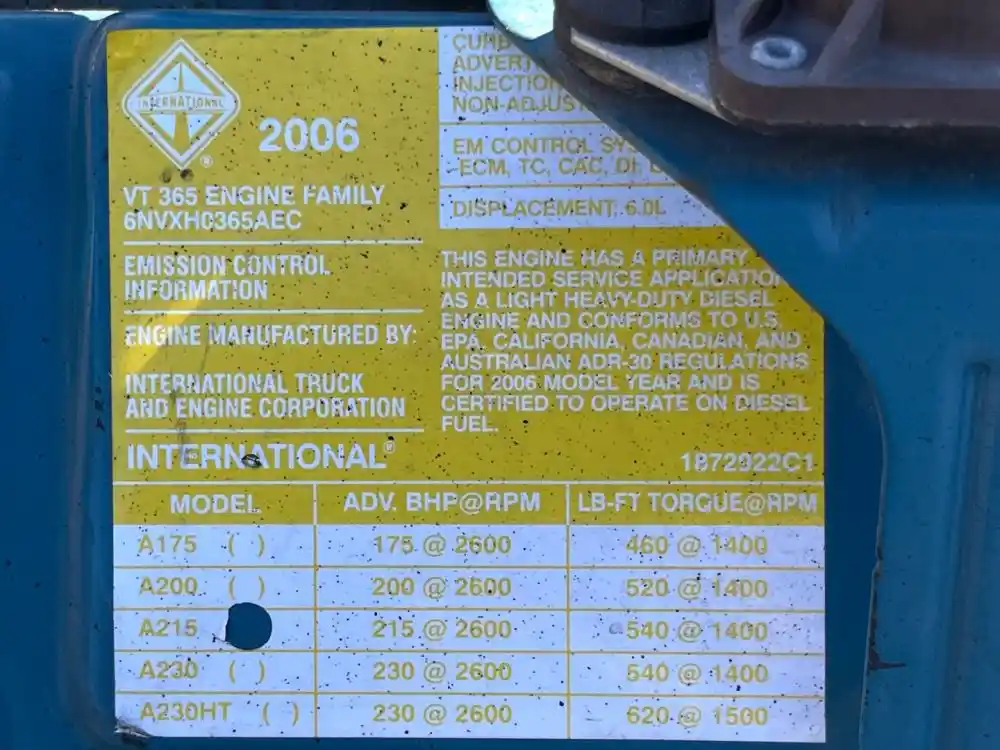 INTERNATIONAL
®
2006
VT 365 ENGINE FAMILY
6NVXH0365AEC
EMISSION CONTROL
INFORMATION
ENGINE MANUFACTURED BY:
INTERNATIONAL TRUCK
AND ENGINE CORPORATION
INTERNATIONAL®
INJECTION
EM CONTROL
ECM, TC, CAC, DI,
DISPLACEMENT, 6.0L
THIS ENGINE HAS A PRIMARY
INTENDED SERVICE
AS A LIGHT HEAVY-DUTY DIESEL
ENGINE AND CONFORMS TO U.S.
EPA, CALIFORNIA, CANADIAN, AND
AUSTRALIAN ADR-30 REGULATIONS
FOR 2006 MODEL YEAR AND IS
CERTIFIED TO OPERATE ON DIESEL
FUEL.
1872922C1
MODEL ADV. BHP@RPM LB-FT TORQUE@RPM
A175 ( ) 175 @ 2600 460 @ 1400
A200 ( ) 200 @ 2600 520 @ 1400
A215 215 @ 2600 540 @ 1400
A230 ( ) 230 @ 2600 540 @ 1400
A230HT ( ) 230 @ 2600 620 @ 1500